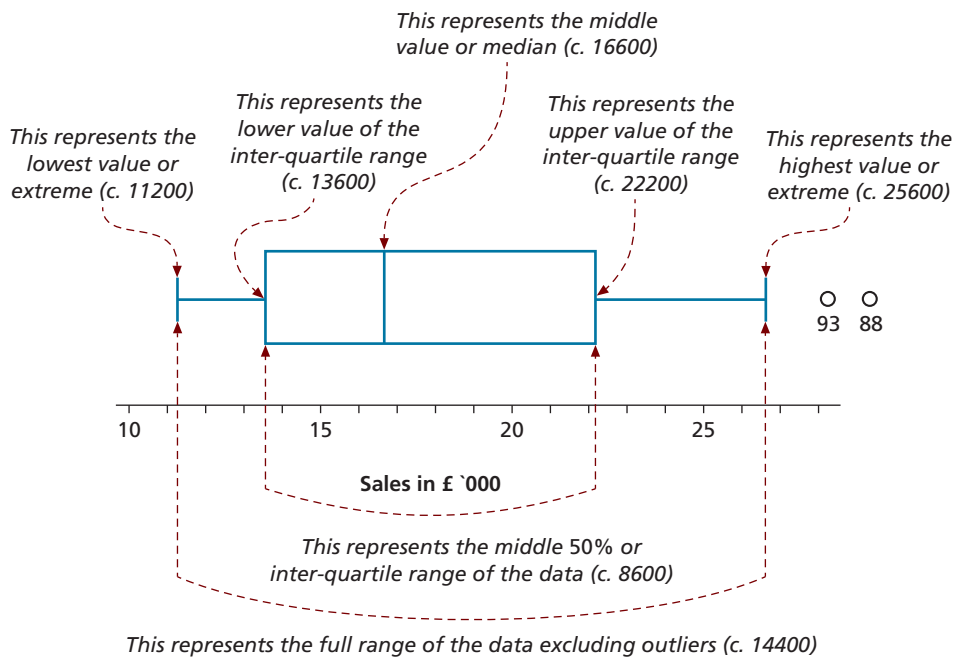 This represents the middle
value or median (c. 16600)
This represents the
lower value of the
inter-quartile range
(c. 13600)
This represents the
upper value of the
inter-quartile range
(c. 22200)
This represents the
lowest value or
extreme (c. 11200)
This represents the
highest value or
extreme (c. 25600)
93 88
10 15 20 25
Sales in £ `000
This represents the middle 50% or
inter-quartile range of the data (c. 8600)
This represents the full range of the data excluding outliers (c. 14400)